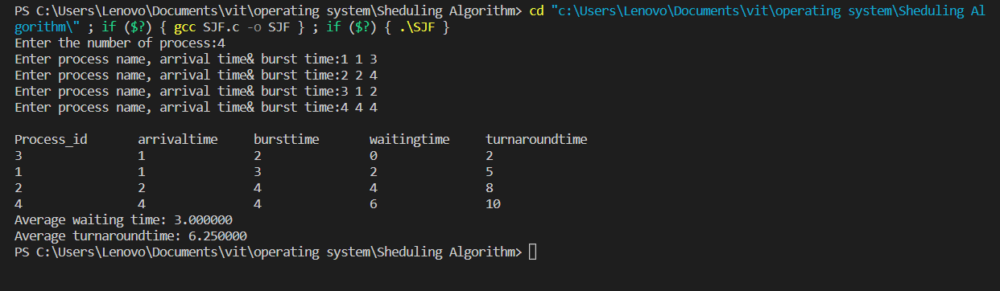 PS C:\Users\Lenovo\Documents\vit\operating system\Sheduling Algorithm> cd "c:\Users\Lenovo\Documents\vit\operating system\Sheduling Al
gorithm\" ; if ($?) { gcc SJF.c -o SJF } ; if ($?) { .\SJF }
Enter the number of process:4
Enter process name, arrival time& burst time:1 1 3
Enter process name, arrival time& burst time:2 2 4
Enter process name, arrival time& burst time:3 1 2
Enter process name, arrival time& burst time:4 4 4
Process_id arrivaltime bursttime waitingtime turnaroundtime
3 1 2 0 2
1 1 3 2 5
2 2 4 4 8
4 4 4 6 10
Average waiting time: 3.000000
Average turnaroundtime: 6.250000
PS C:\Users\Lenovo\Documents\vit\operating system\Sheduling Algorithm>